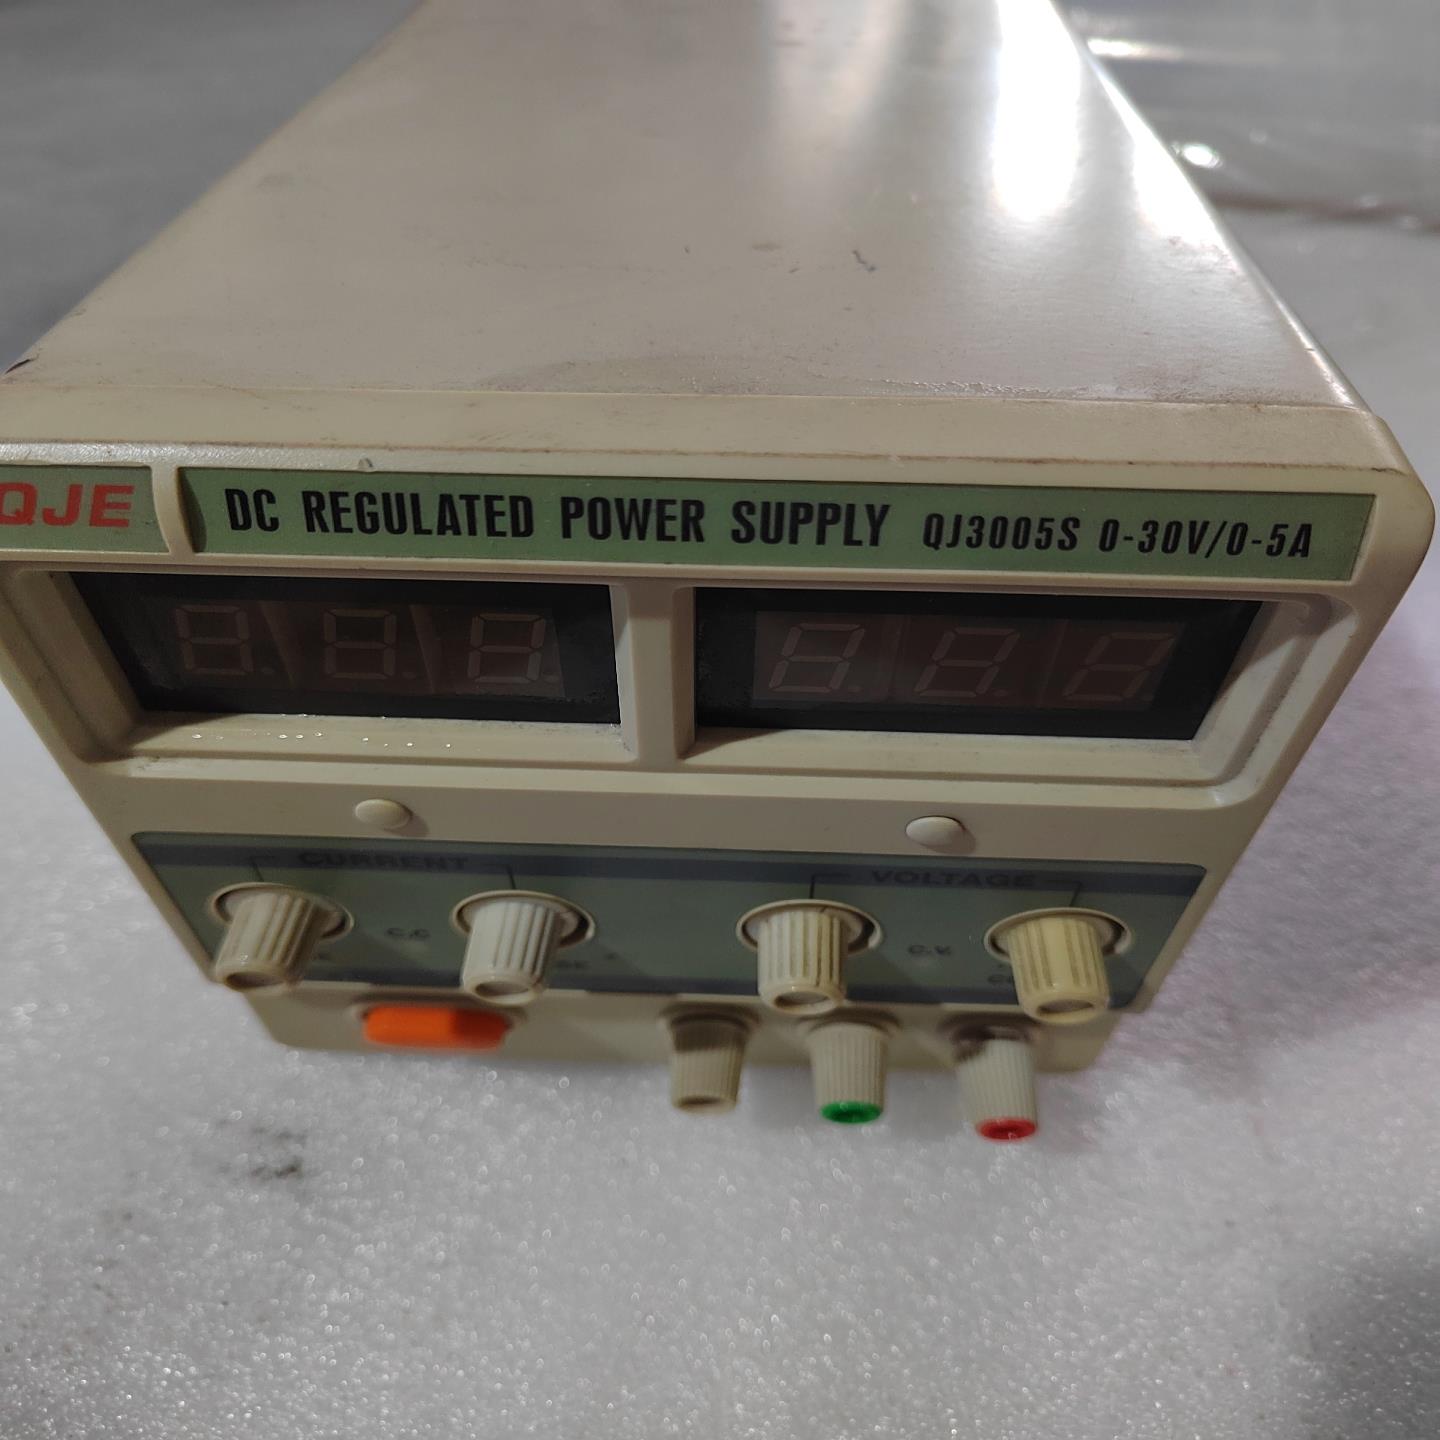 QJE
DC REGULATED POWER SUPPLY QJ3005S 0-30V/0-5A
CURRENT
VOLTAGE
C.C
C.V.